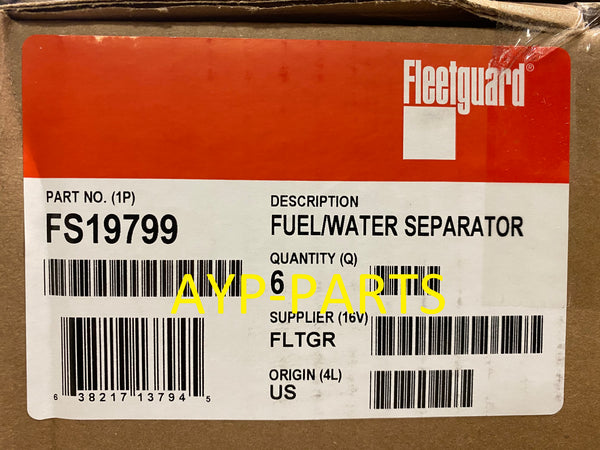 Fleetguard®
PART NO. (1P)
FS19799
DESCRIPTION
FUEL/WATER SEPARATOR
QUANTITY (Q)
6
AYP-PARTS
SUPPLIER (16V)
FLTGR
ORIGIN (4L)
US
6 38217 13794 5